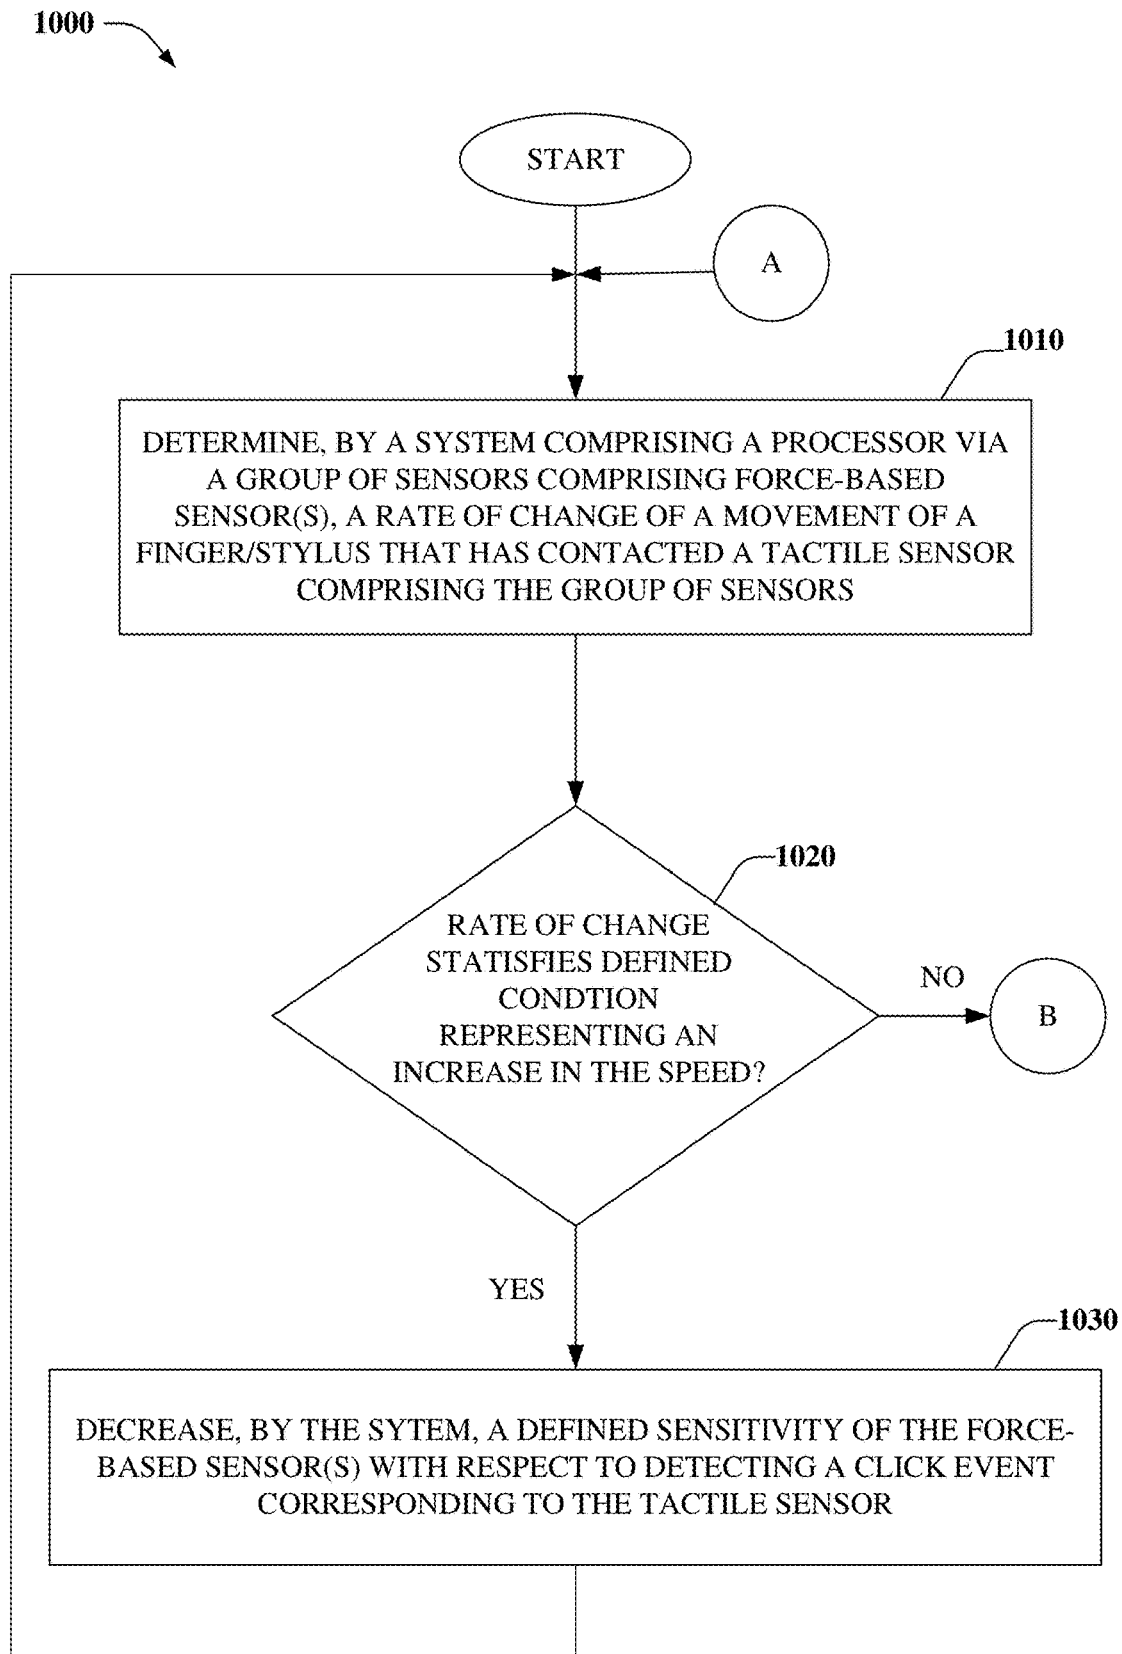 1000
START
A
1010
DETERMINE, BY A SYSTEM COMPRISING A PROCESSOR VIA
A GROUP OF SENSORS COMPRISING FORCE-BASED
SENSOR(S), A RATE OF CHANGE OF A MOVEMENT OF A
FINGER/STYLUS THAT HAS CONTACTED A TACTILE SENSOR
COMPRISING THE GROUP OF SENSORS
1020
RATE OF CHANGE
STATISFIES DEFINED
CONDTION
REPRESENTING AN
INCREASE IN THE SPEED?
NO
B
YES
1030
DECREASE, BY THE SYTEM, A DEFINED SENSITIVITY OF THE FORCE-
BASED SENSOR(S) WITH RESPECT TO DETECTING A CLICK EVENT
CORRESPONDING TO THE TACTILE SENSOR